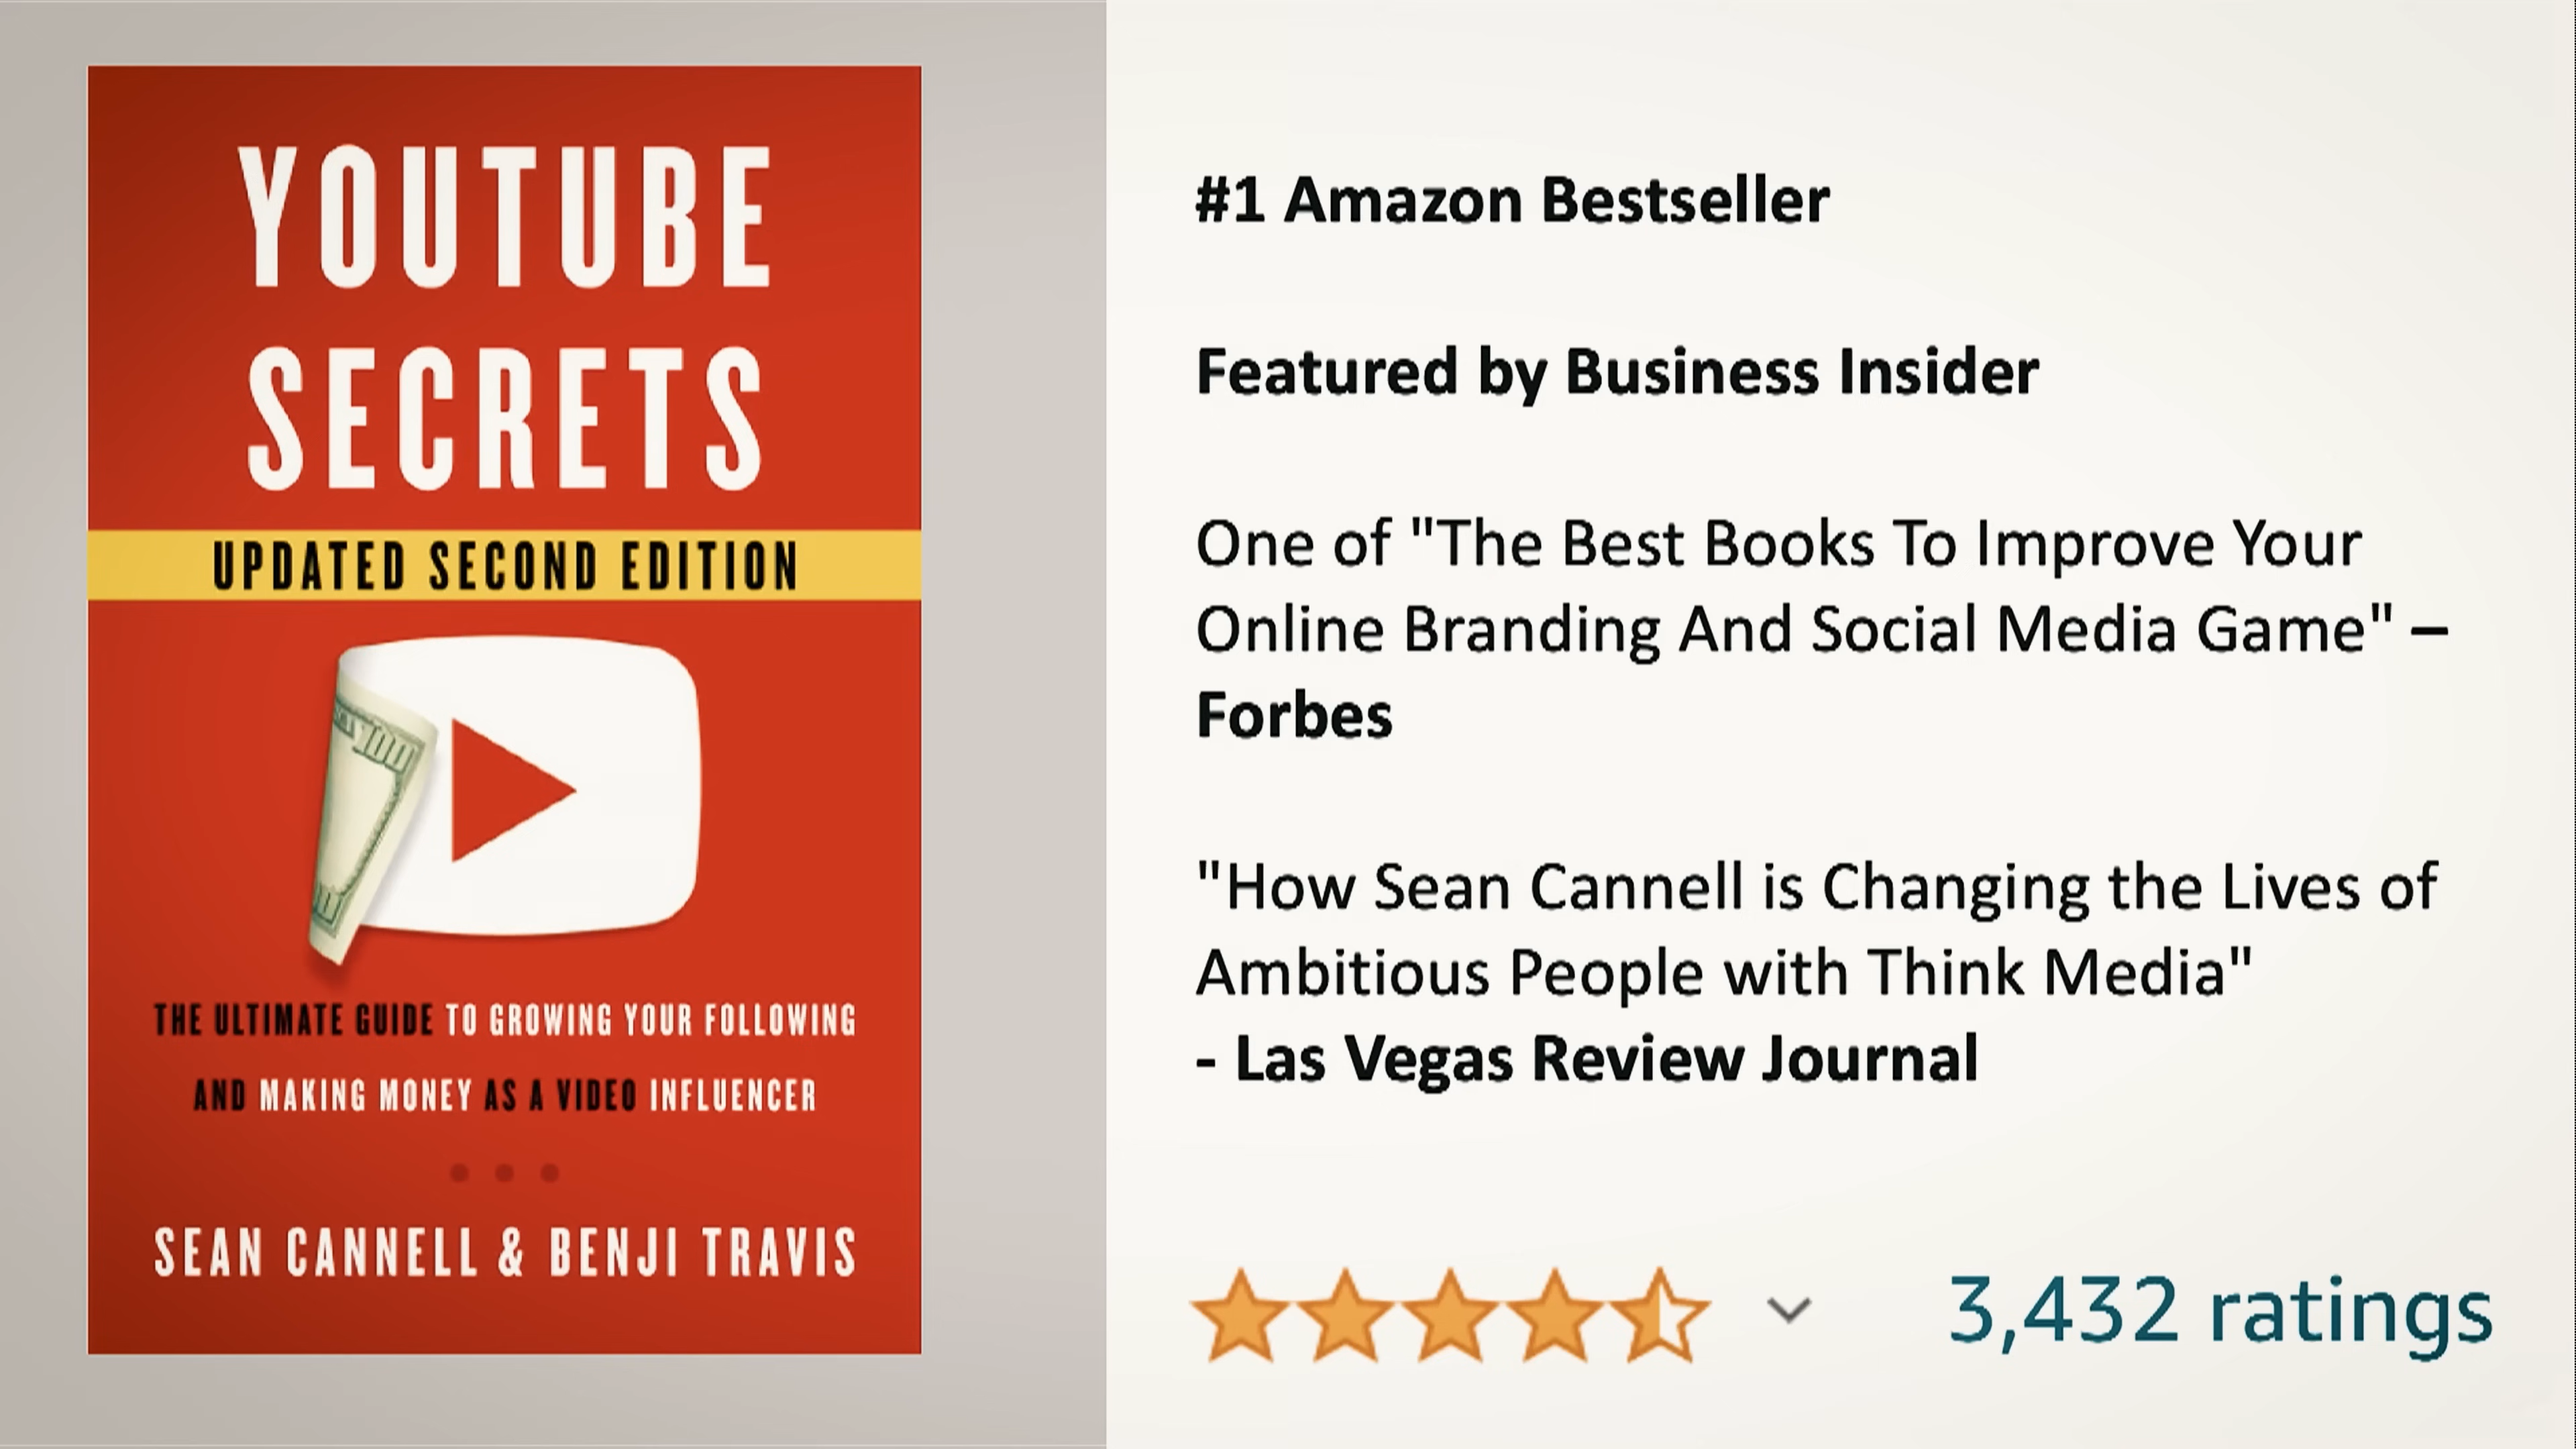 YOUTUBE
SECRETS
UPDATED SECOND EDITION
THE ULTIMATE GUIDE TO GROWING YOUR FOLLOWING
AND MAKING MONEY AS A VIDEO INFLUENCER
SEAN CANNELL & BENJI TRAVIS
#1 Amazon Bestseller
Featured by Business Insider
One of "The Best Books To Improve Your
Online Branding And Social Media Game" –
Forbes
"How Sean Cannell is Changing the Lives of
Ambitious People with Think Media"
- Las Vegas Review Journal
3,432 ratings